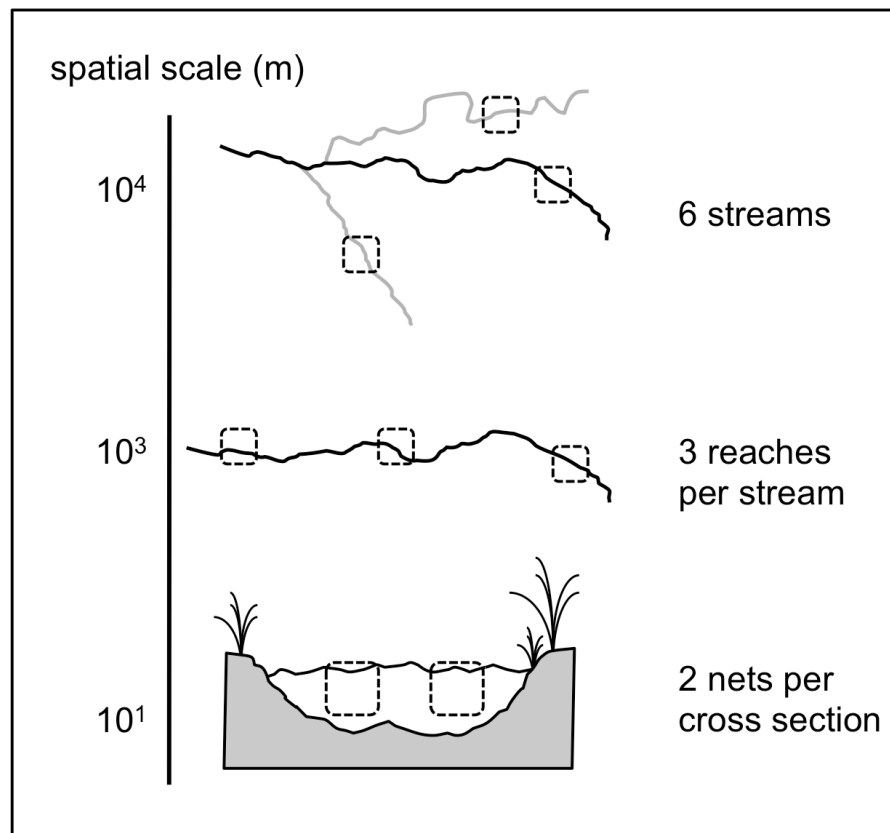 spatial scale (m)
10⁴
6 streams
10³
3 reaches
per stream
10¹
2 nets per
cross section